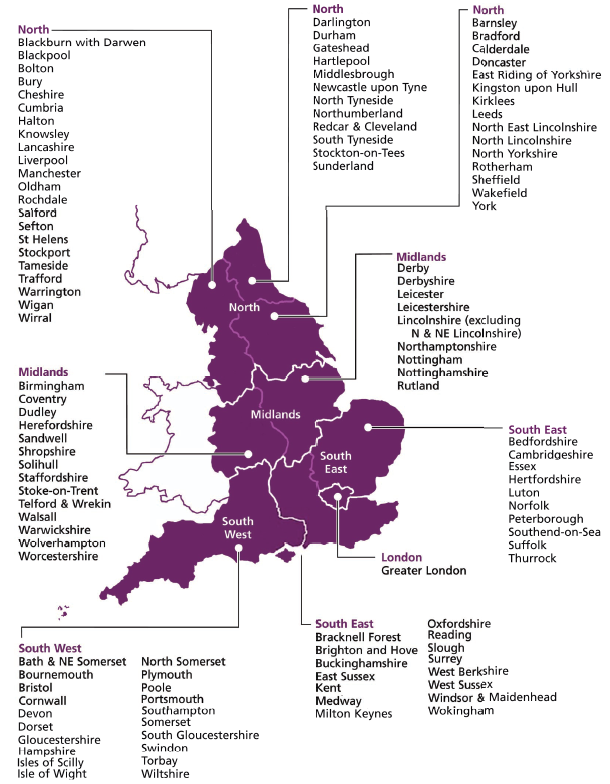 North
Blackburn with Darwen
Blackpool
Bolton
Bury
Cheshire
Cumbria
Halton
Knowsley
Lancashire
Liverpool
Manchester
Oldham
Rochdale
Salford
Sefton
St Helens
Stockport
Tameside
Trafford
Warrington
Wigan
Wirral
North
Darlington
Durham
Gateshead
Hartlepool
Middlesbrough
Newcastle upon Tyne
North Tyneside
Northumberland
Redcar & Cleveland
South Tyneside
Stockton-on-Tees
Sunderland
North
Barnsley
Bradford
Calderdale
Doncaster
East Riding of Yorkshire
Kingston upon Hull
Kirklees
Leeds
North East Lincolnshire
North Lincolnshire
North Yorkshire
Rotherham
Sheffield
Wakefield
York
Midlands
Derby
Derbyshire
Leicester
Leicestershire
Lincolnshire (excluding
N & NE Lincolnshire)
Northamptonshire
Nottingham
Nottinghamshire
Rutland
North
Midlands
South
East
South
West
Midlands
Birmingham
Coventry
Dudley
Herefordshire
Sandwell
Shropshire
Solihull
Staffordshire
Stoke-on-Trent
Telford & Wrekin
Walsall
Warwickshire
Wolverhampton
Worcestershire
South East
Bedfordshire
Cambridgeshire
Essex
Hertfordshire
Luton
Norfolk
Peterborough
Southend-on-Sea
Suffolk
Thurrock
London
Greater London
South West
Bath & NE Somerset
Bournemouth
Bristol
Cornwall
Devon
Dorset
Gloucestershire
Hampshire
Isles of Scilly
Isle of Wight
North Somerset
Plymouth
Poole
Portsmouth
Southampton
Somerset
South Gloucestershire
Swindon
Torbay
Wiltshire
South East
Bracknell Forest
Brighton and Hove
Buckinghamshire
East Sussex
Kent
Medway
Milton Keynes
Oxfordshire
Reading
Slough
Surrey
West Berkshire
West Sussex
Windsor & Maidenhead
Wokingham